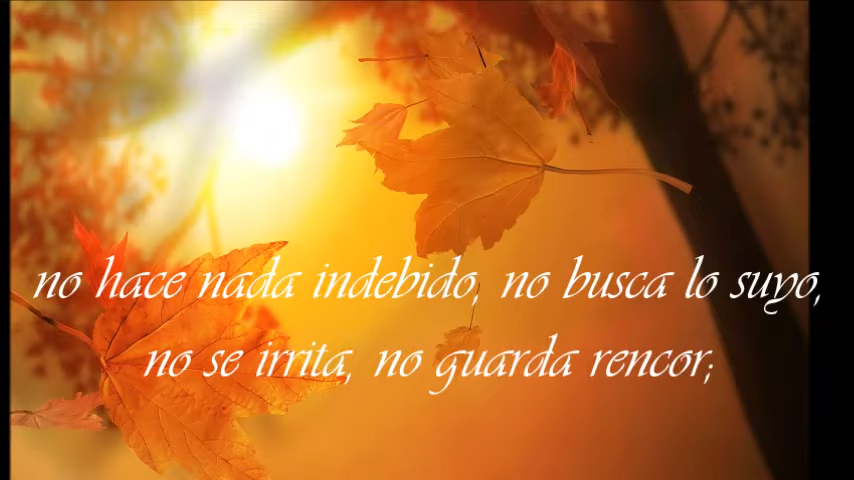 no hace nada indebido, no busca lo suyo,
no se irrita, no guarda rencor;